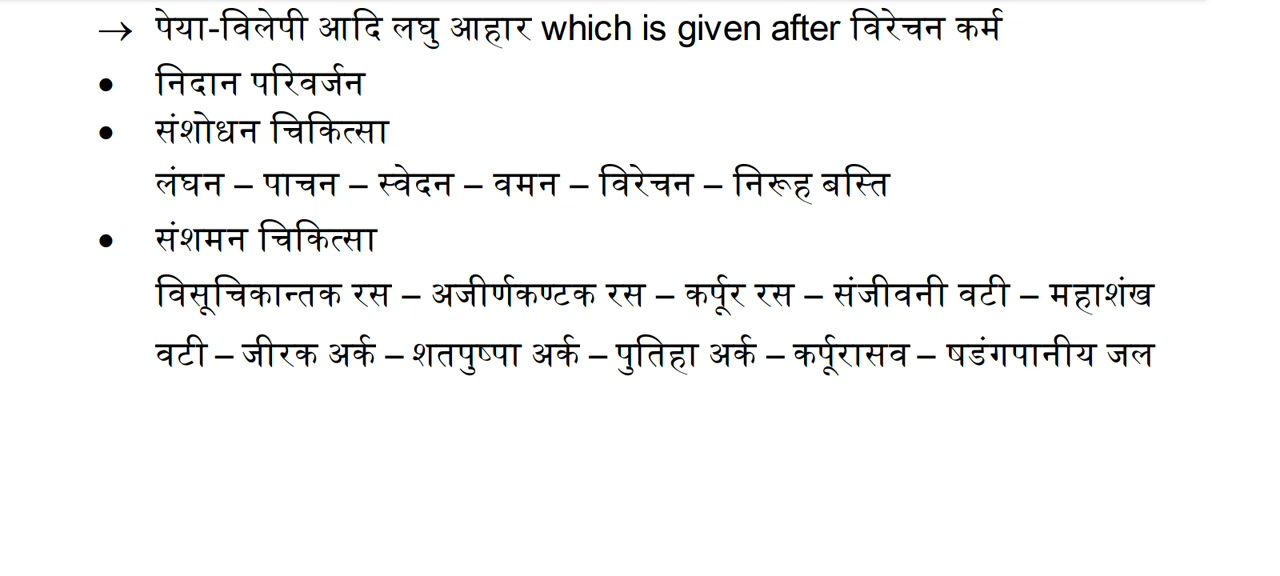 → पेया-विलेपी आदि लघु आहार which is given after विरेचन कर्म
• निदान परिवर्जन
• संशोधन चिकित्सा
लंघन – पाचन – स्वेदन – वमन – विरेचन – निरूह बस्ति
• संशमन चिकित्सा
विसूचिकान्तक रस – अजीर्णकण्टक रस – कर्पूर रस – संजीवनी वटी – महाशंख
वटी – जीरक अर्क – शतपुष्पा अर्क – पुतिहा अर्क – कर्पूरासव – षडंगपानीय जल